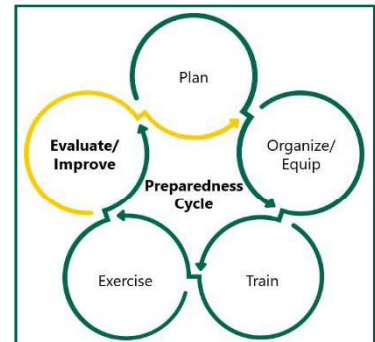 Plan
Organize/
Equip
Train
Exercise
Evaluate/
Improve
Preparedness
Cycle